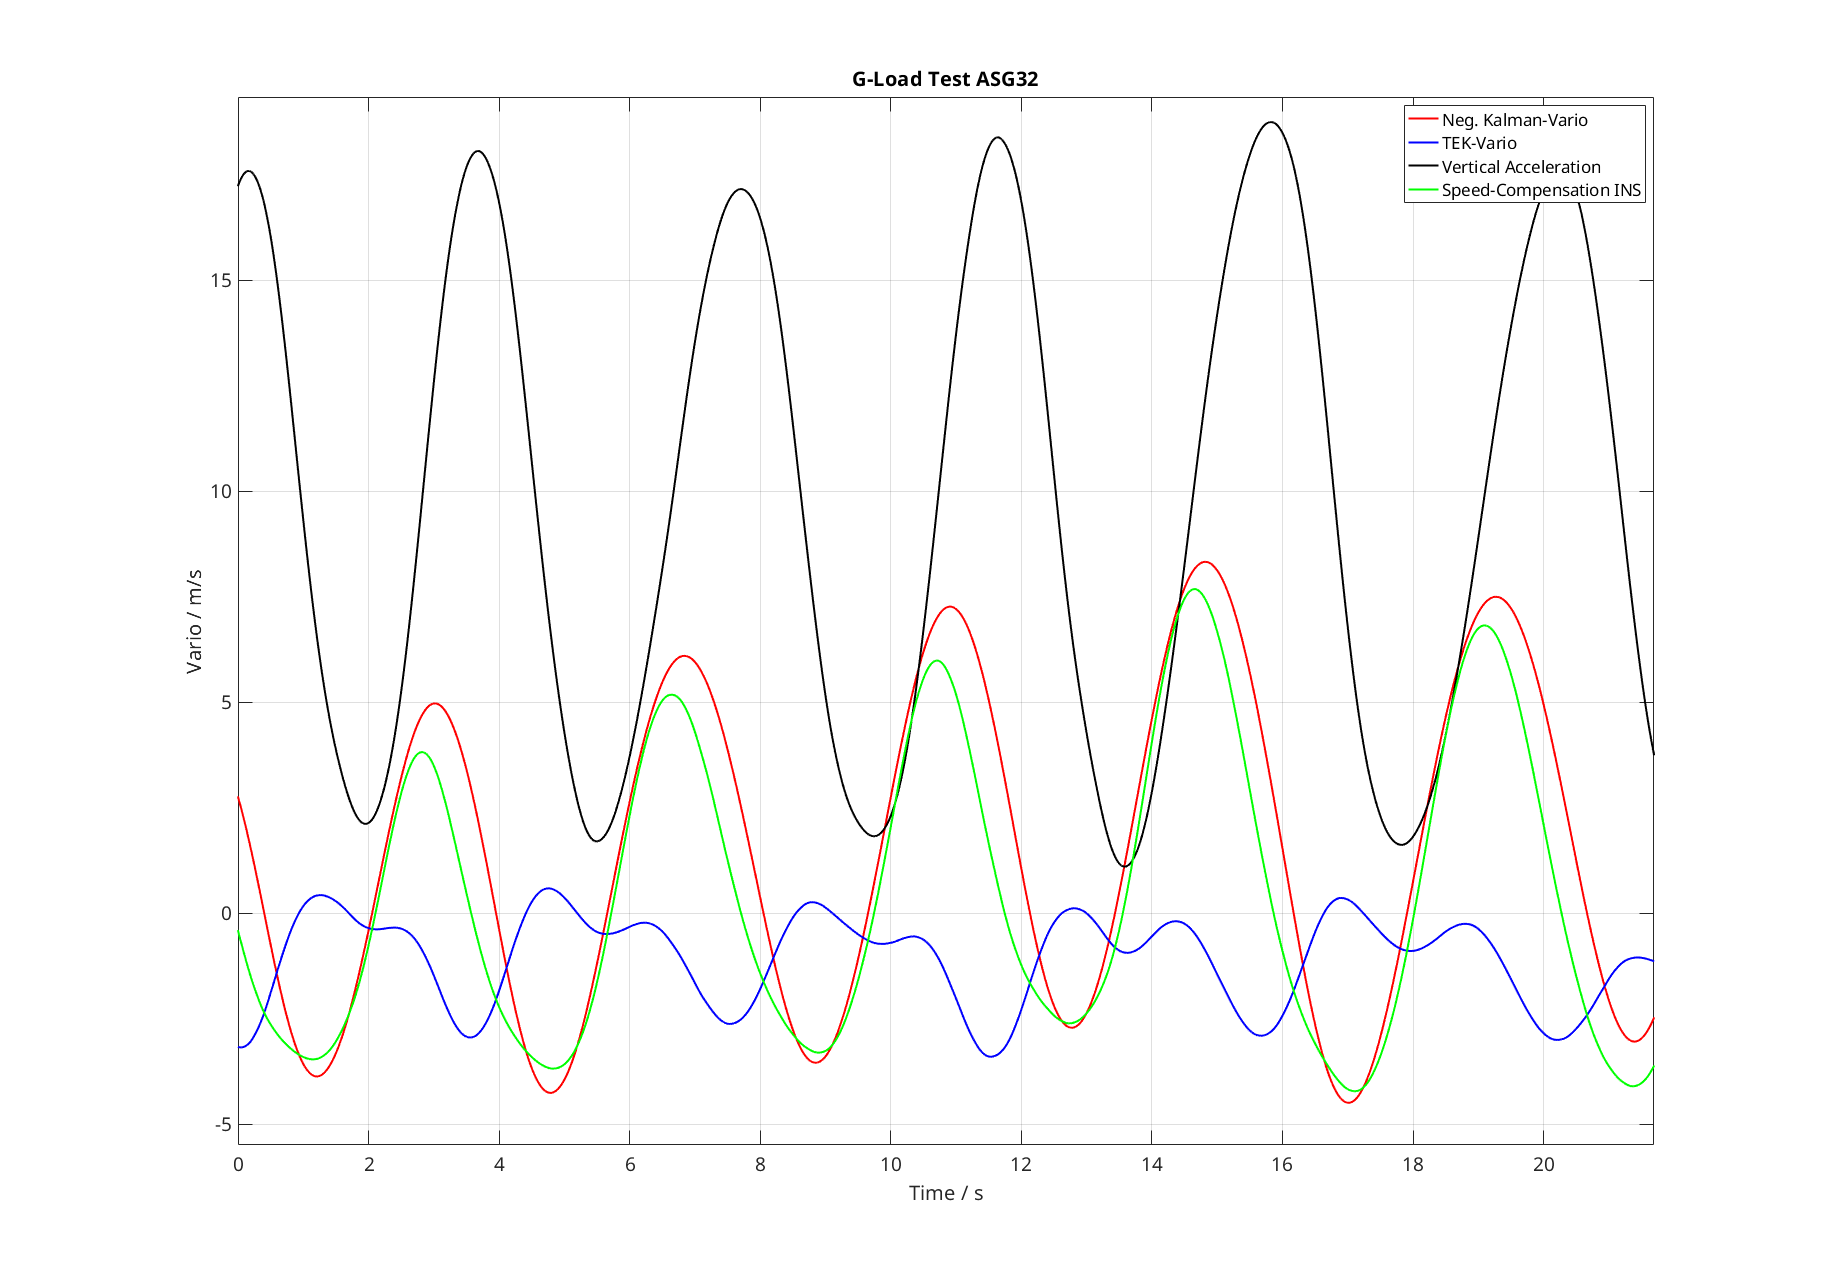 G-Load Test ASG32
Neg. Kalman-Vario
TEK-Vario
Vertical Acceleration
Speed-Compensation INS
15
10
5
0
-5
Vario / m/s
0 2 4 6 8 10 12 14 16 18 20
Time / s